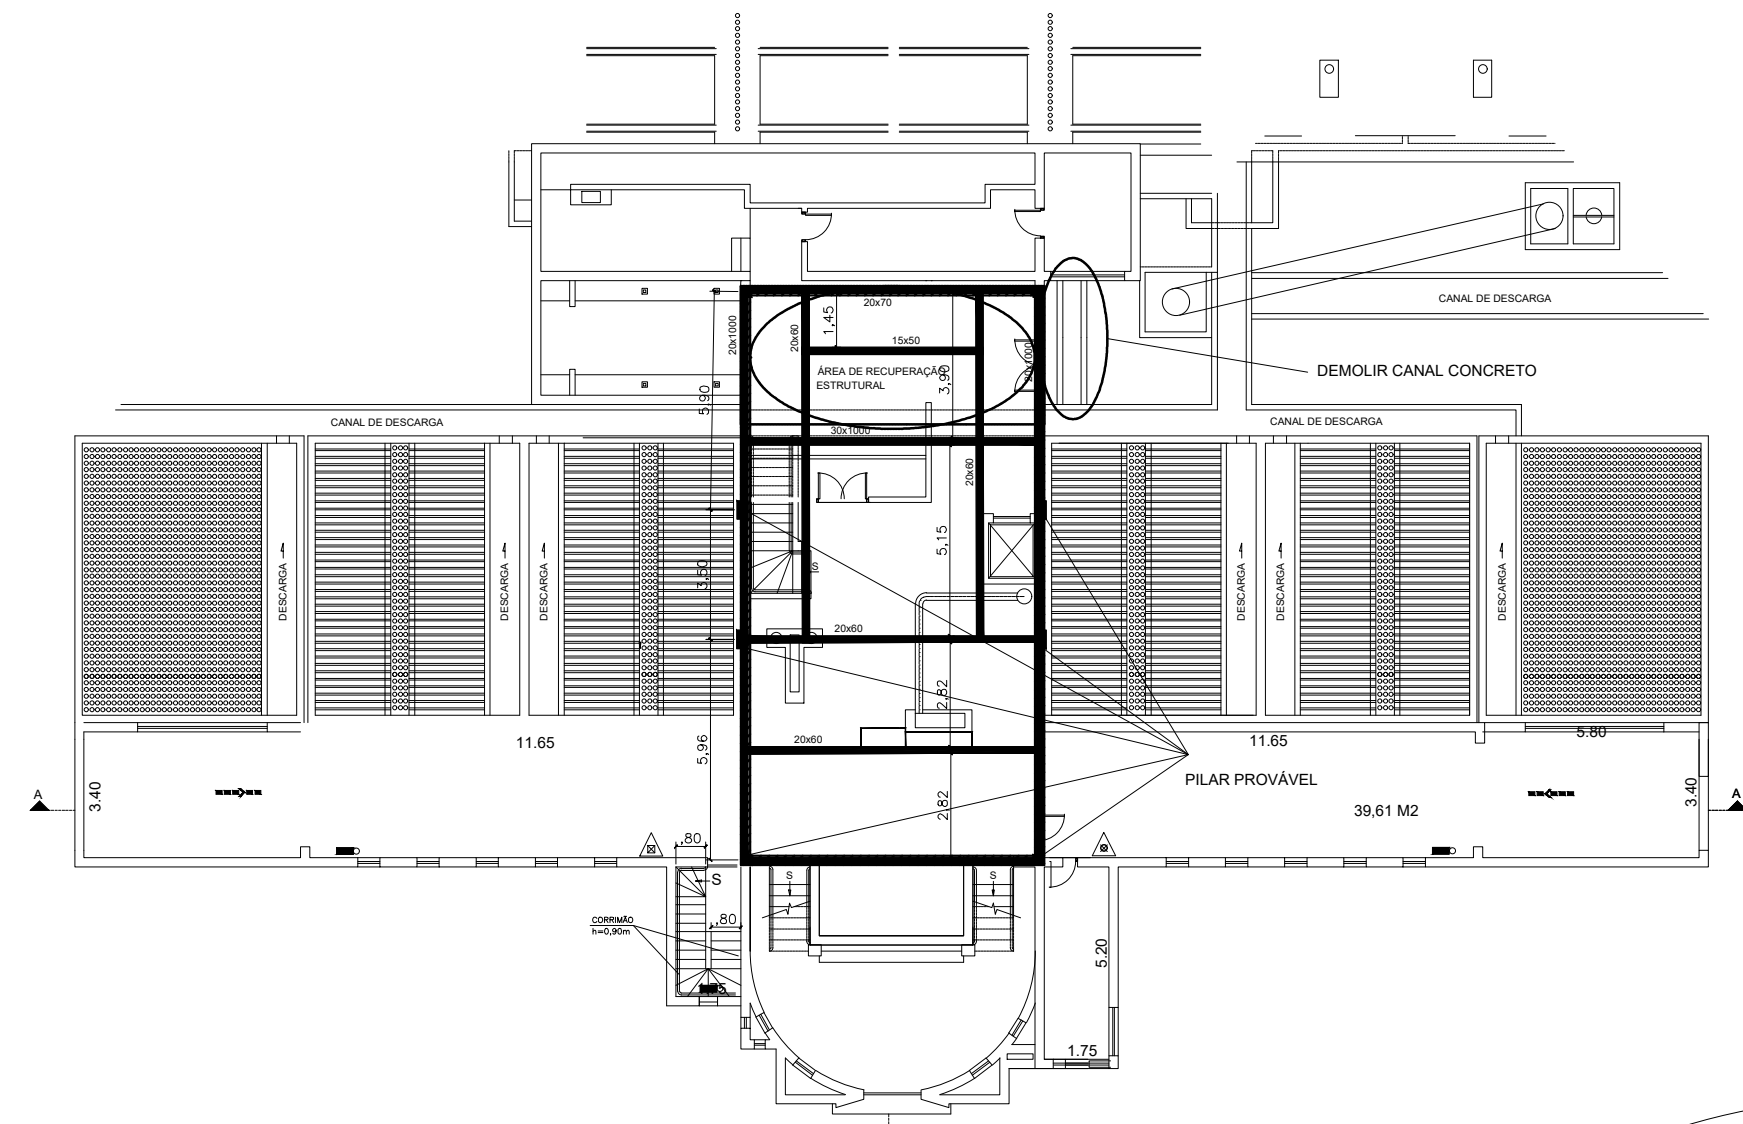 CANAL DE DESCARGA
20x70
20x1000
20x60
1,45
15x50
20x1000
DEMOLIR CANAL CONCRETO
ÁREA DE RECUPERAÇÃO
ESTRUTURAL
3,90
5,90
CANAL DE DESCARGA
30x1000
CANAL DE DESCARGA
20x60
5,15
3,50
S
DESCARGA
DESCARGA
DESCARGA
DESCARGA
DESCARGA
DESCARGA
20x60
2,82
20x60
11.65
11.65
5.80
5,96
PILAR PROVÁVEL
A
3.40
2,82
39,61 M2
3.40
A
,80
S
S
S
CORRIMÃO
h=0,90m
,80
5.20
1.75